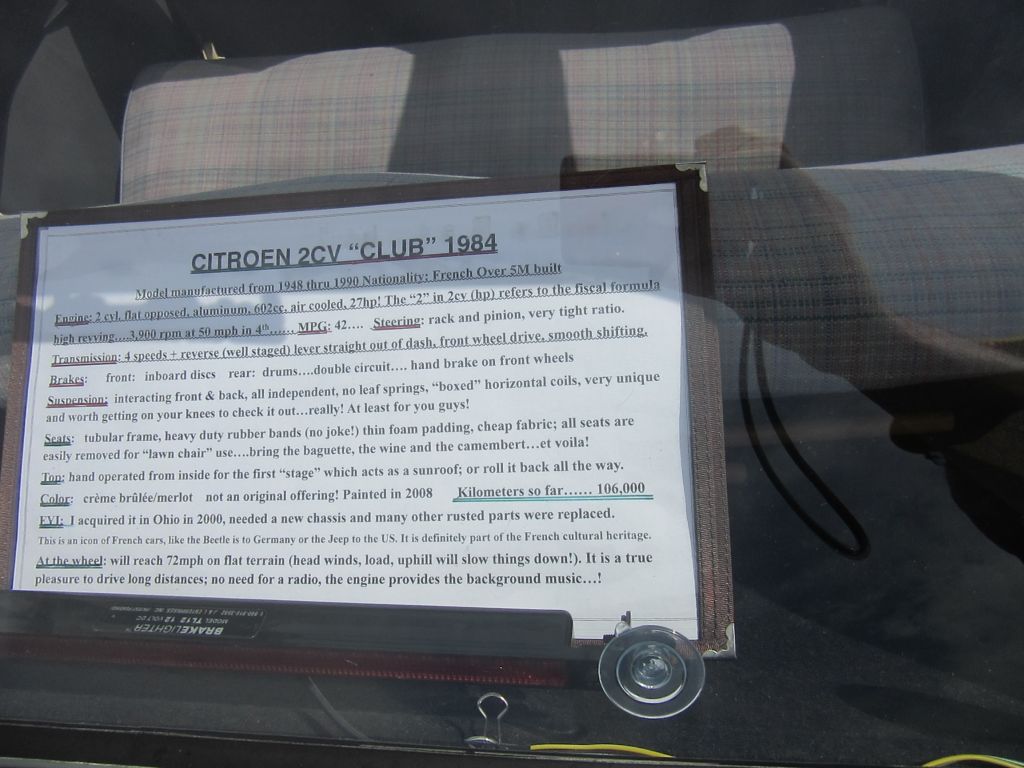 CITROEN 2CV “CLUB” 1984
Model manufactured from 1948 thru 1990 Nationality: French Over 5M built
Engine: 2 cyl, flat opposed, aluminum, 602cc, air cooled, 27hp! The “2” in 2cv (hp) refers to the fiscal formula
high revving….3,900 rpm at 50 mph in 4th…… MPG: 42…. Steering: rack and pinion, very tight ratio.
Transmission: 4 speeds + reverse (well staged) lever straight out of dash, front wheel drive, smooth shifting.
Brakes: front: inboard discs rear: drums….double circuit…. hand brake on front wheels
Suspension: interacting front & back, all independent, no leaf springs, “boxed” horizontal coils, very unique
and worth getting on your knees to check it out…really! At least for you guys!
Seats: tubular frame, heavy duty rubber bands (no joke!) thin foam padding, cheap fabric; all seats are
easily removed for “lawn chair” use….bring the baguette, the wine and the camembert…et voila!
Top: hand operated from inside for the first “stage” which acts as a sunroof; or roll it back all the way.
Color: crème brûlée/merlot not an original offering! Painted in 2008 Kilometers so far…… 106,000
FYI: I acquired it in Ohio in 2000, needed a new chassis and many other rusted parts were replaced.
This is an icon of French cars, like the Beetle is to Germany or the Jeep to the US. It is definitely part of the French cultural heritage.
At the wheel: will reach 72mph on flat terrain (head winds, load, uphill will slow things down!). It is a true
pleasure to drive long distances; no need for a radio, the engine provides the background music…!
BRAKELIGHTER™
MODEL TL12 12 VOLT DC